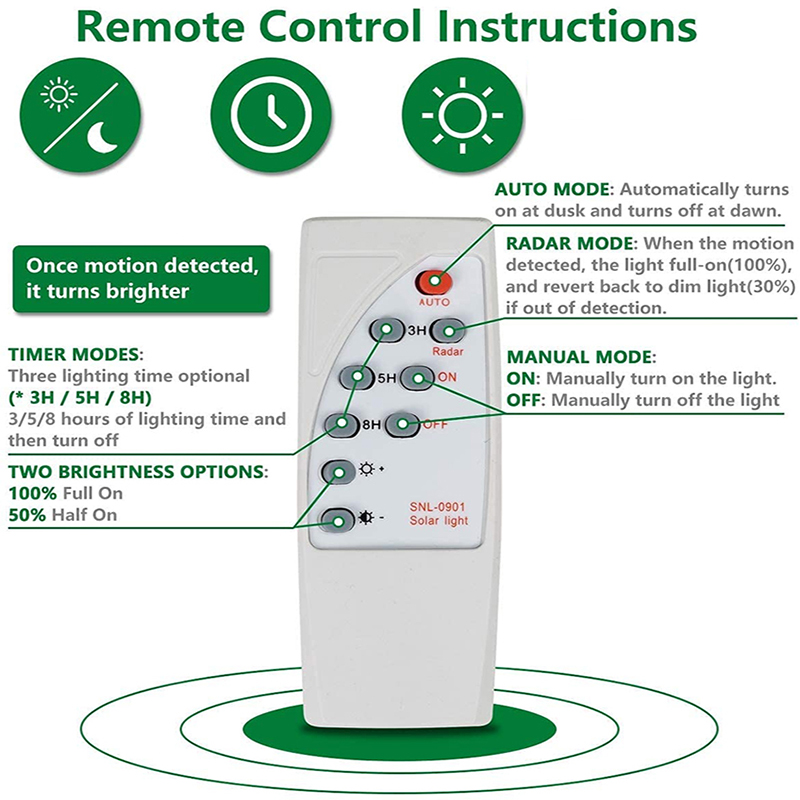 Remote Control Instructions
AUTO MODE: Automatically turns
on at dusk and turns off at dawn.
RADAR MODE: When the motion
detected, the light full-on(100%),
and revert back to dim light(30%)
if out of detection.
Once motion detected,
it turns brighter
TIMER MODES:
Three lighting time optional
(* 3H / 5H / 8H)
3/5/8 hours of lighting time and
then turn off
MANUAL MODE:
ON: Manually turn on the light.
OFF: Manually turn off the light
TWO BRIGHTNESS OPTIONS:
100% Full On
50% Half On
AUTO
3H
Radar
5H ON
8H OFF
+
-
SNL-0901
Solar light